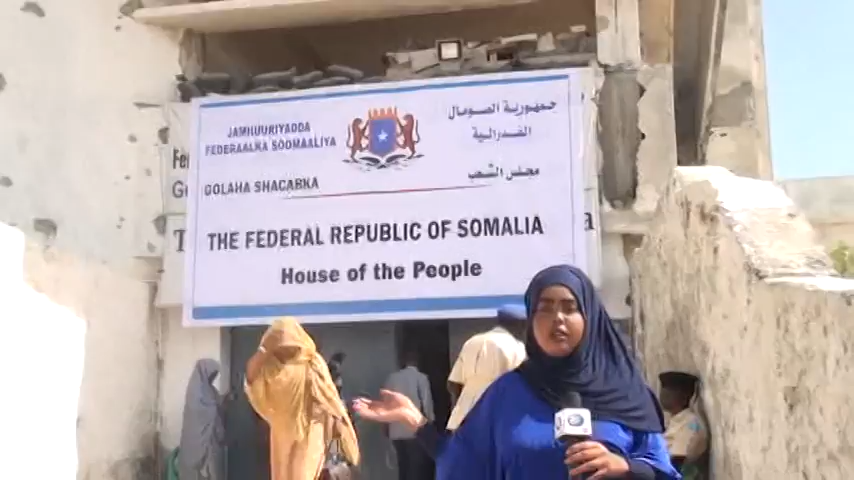 JAMHUURIYADDA
FEDERAALKA SOOMAALIYA
GOLAHA SHACABKA
جمهورية الصومال
الفدرالية
مجلس الشعب
THE FEDERAL REPUBLIC OF SOMALIA
House of the People